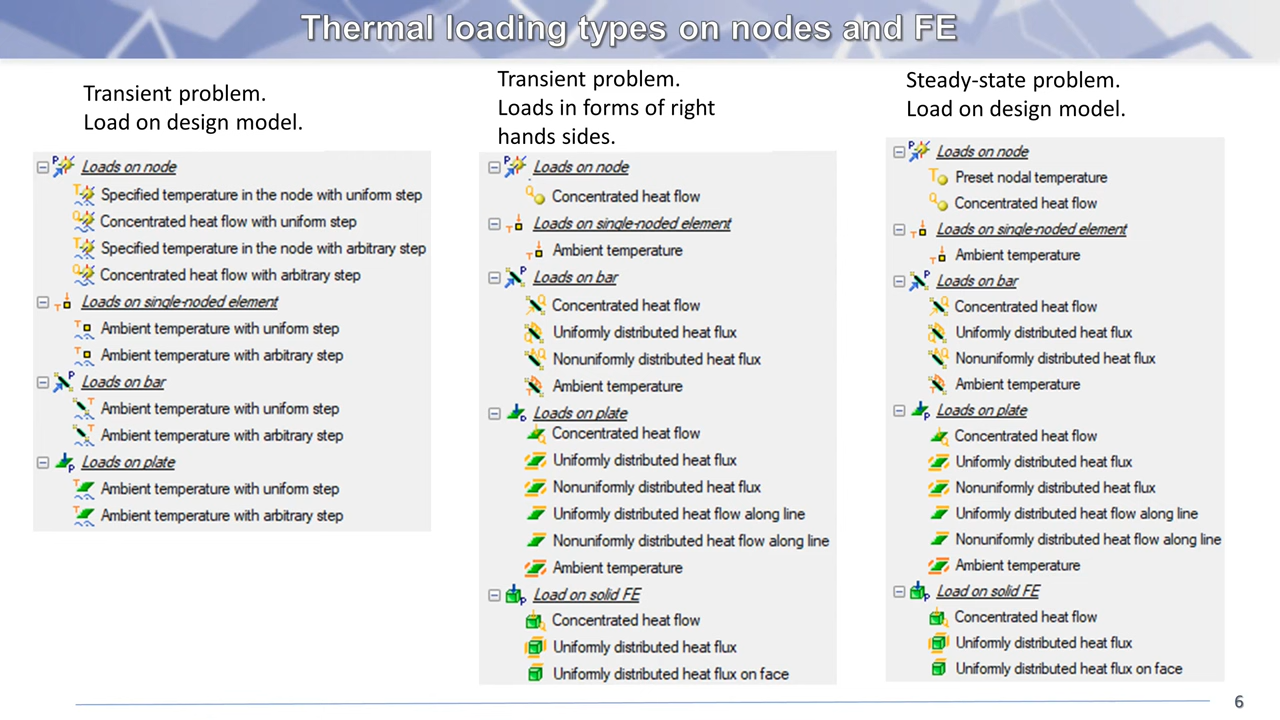 Thermal loading types on nodes and FE
Transient problem.
Load on design model.
Loads on node
Specified temperature in the node with uniform step
Concentrated heat flow with uniform step
Specified temperature in the node with arbitrary step
Concentrated heat flow with arbitrary step
Loads on single-noded element
Ambient temperature with uniform step
Ambient temperature with arbitrary step
Loads on bar
Ambient temperature with uniform step
Ambient temperature with arbitrary step
Loads on plate
Ambient temperature with uniform step
Ambient temperature with arbitrary step
Transient problem.
Loads in forms of right
hands sides.
Loads on node
Concentrated heat flow
Loads on single-noded element
Ambient temperature
Loads on bar
Concentrated heat flow
Uniformly distributed heat flux
Nonuniformly distributed heat flux
Ambient temperature
Loads on plate
Concentrated heat flow
Uniformly distributed heat flux
Nonuniformly distributed heat flux
Uniformly distributed heat flow along line
Nonuniformly distributed heat flow along line
Ambient temperature
Load on solid FE
Concentrated heat flow
Uniformly distributed heat flux
Uniformly distributed heat flux on face
Steady-state problem.
Load on design model.
Loads on node
Preset nodal temperature
Concentrated heat flow
Loads on single-noded element
Ambient temperature
Loads on bar
Concentrated heat flow
Uniformly distributed heat flux
Nonuniformly distributed heat flux
Ambient temperature
Loads on plate
Concentrated heat flow
Uniformly distributed heat flux
Nonuniformly distributed heat flux
Uniformly distributed heat flow along line
Nonuniformly distributed heat flow along line
Ambient temperature
Load on solid FE
Concentrated heat flow
Uniformly distributed heat flux
Uniformly distributed heat flux on face
6